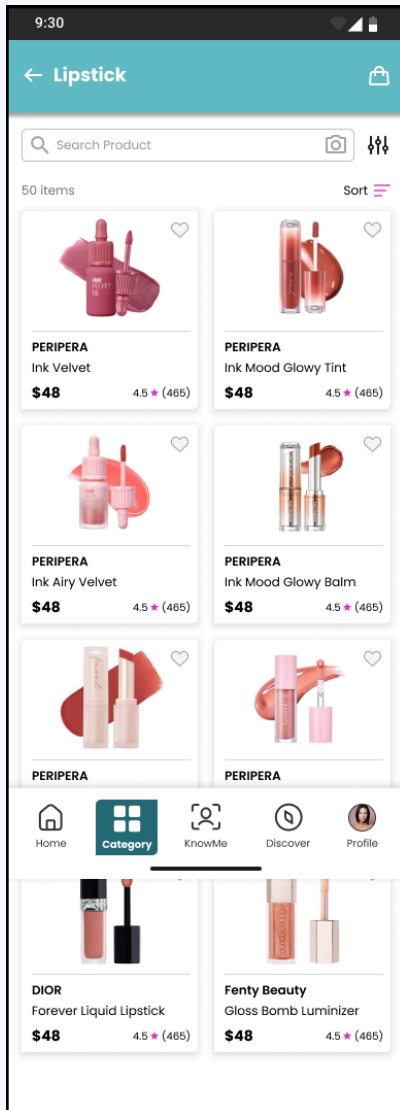 9:30
Lipstick
Search Product
50 items
Sort
INK
VELVET
18
PERIPERA
Ink Velvet
$48
4.5 ★ (465)
PERIPERA
Ink Mood Glowy Tint
$48
4.5 ★ (465)
PERIPERA
Ink Airy Velvet
$48
4.5 ★ (465)
PERIPERA
Ink Mood Glowy Balm
$48
4.5 ★ (465)
PERIPERA
PERIPERA
Home
Category
KnowMe
Discover
Profile
DIOR
Forever Liquid Lipstick
$48
4.5 ★ (465)
Fenty Beauty
Gloss Bomb Luminizer
$48
4.5 ★ (465)